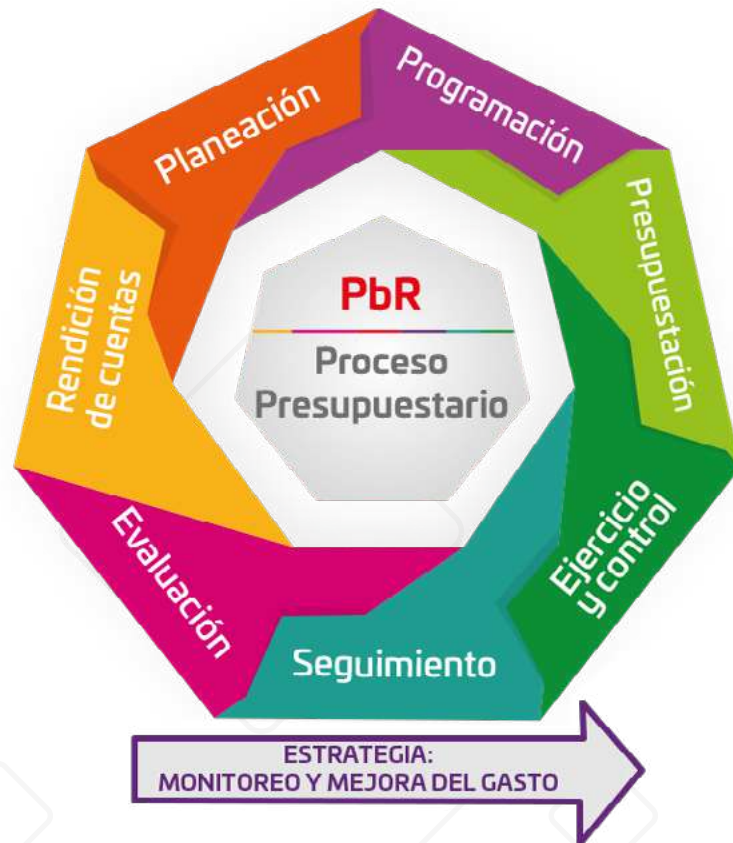 Planeación
Programación
Presupuestación
Ejercicio
y control
Seguimiento
Evaluación
Rendición
de cuentas
PbR
Proceso
Presupuestario
ESTRATEGIA:
MONITOREO Y MEJORA DEL GASTO